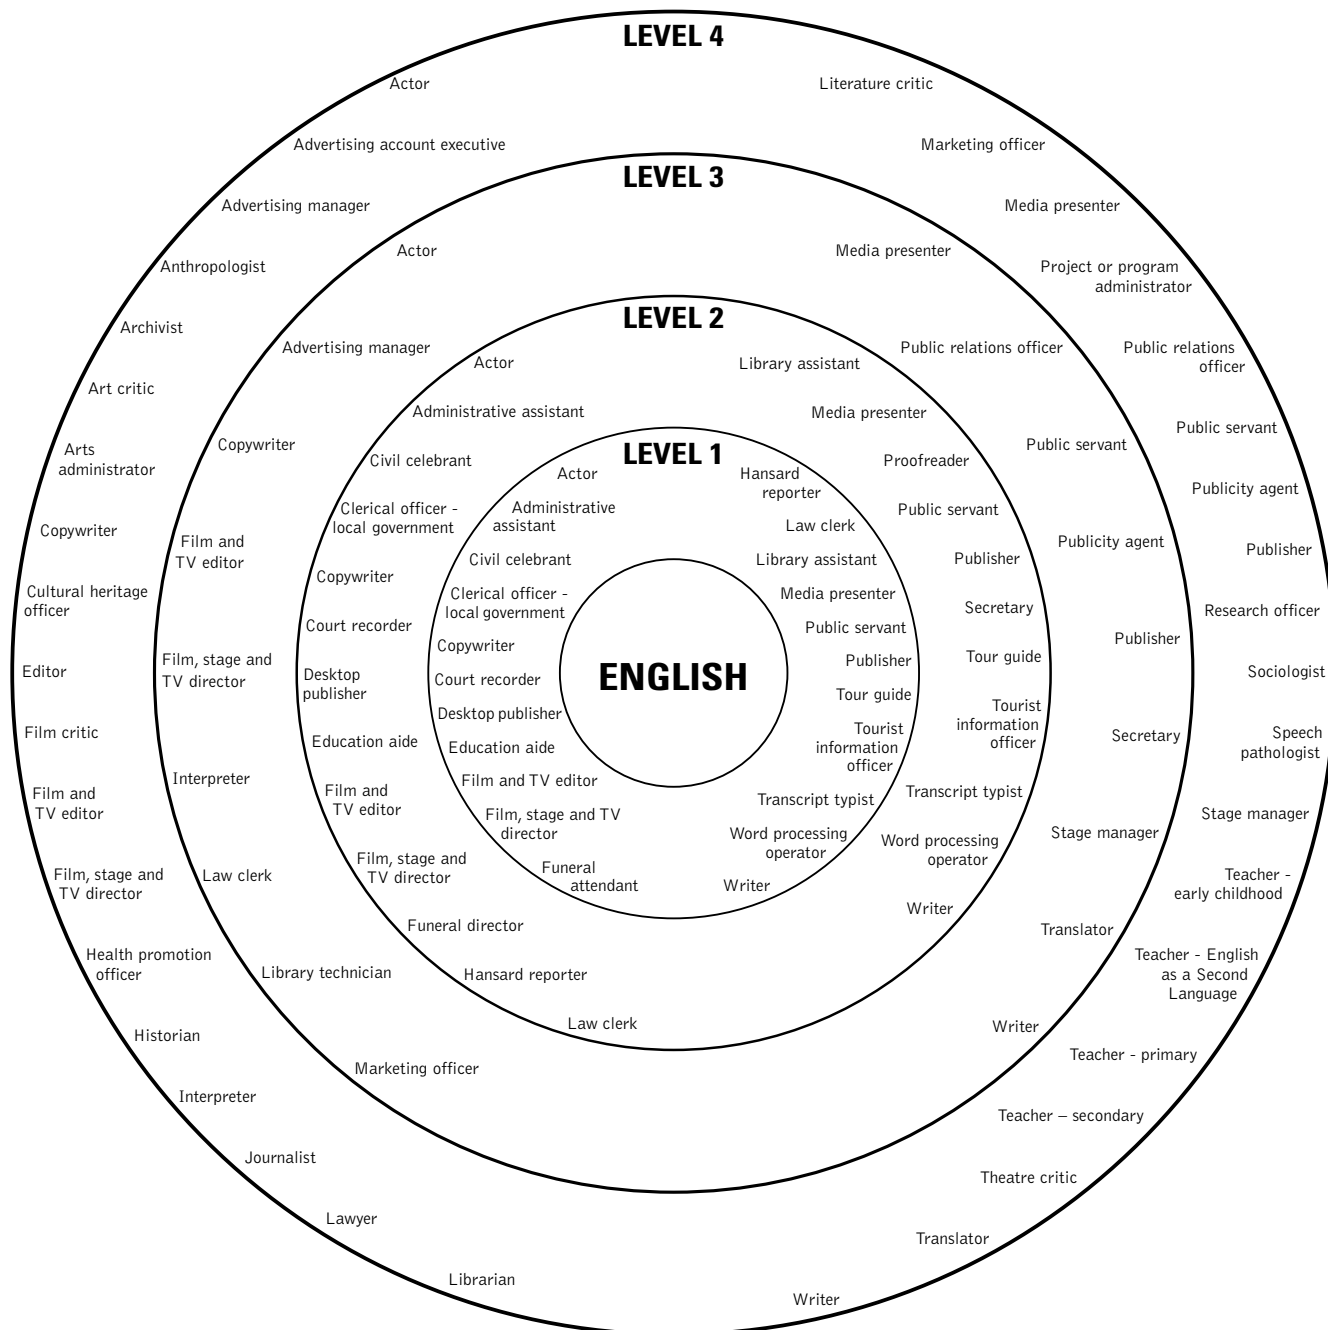 LEVEL 4
Actor
Advertising account executive
Advertising manager
Anthropologist
Archivist
Art critic
Arts
administrator
Copywriter
Cultural heritage
officer
Editor
Film critic
Film and
TV editor
Film, stage and
TV director
Health promotion
officer
Historian
Interpreter
Journalist
Lawyer
Librarian
Literature critic
Marketing officer
Media presenter
Project or program
administrator
Public relations
officer
Public servant
Publicity agent
Publisher
Research officer
Sociologist
Speech
pathologist
Stage manager
Teacher -
early childhood
Teacher - English
as a Second
Language
Teacher - primary
Teacher – secondary
Theatre critic
Translator
Writer
LEVEL 3
Actor
Advertising manager
Copywriter
Film and
TV editor
Film, stage and
TV director
Interpreter
Law clerk
Library technician
Marketing officer
Media presenter
Public relations officer
Public servant
Publicity agent
Publisher
Secretary
Stage manager
Translator
Writer
LEVEL 2
Actor
Administrative assistant
Civil celebrant
Clerical officer -
local government
Copywriter
Court recorder
Desktop
publisher
Education aide
Film and
TV editor
Film, stage and
TV director
Funeral director
Hansard reporter
Law clerk
Library assistant
Media presenter
Proofreader
Public servant
Publisher
Secretary
Tour guide
Tourist
information
officer
Transcript typist
Word processing
operator
Writer
LEVEL 1
Actor
Administrative
assistant
Civil celebrant
Clerical officer -
local government
Copywriter
Court recorder
Desktop publisher
Education aide
Film and TV editor
Film, stage and TV
director
Funeral
attendant
Hansard
reporter
Law clerk
Library assistant
Media presenter
Public servant
Publisher
Tour guide
Tourist
information
officer
Transcript typist
Word processing
operator
Writer
ENGLISH